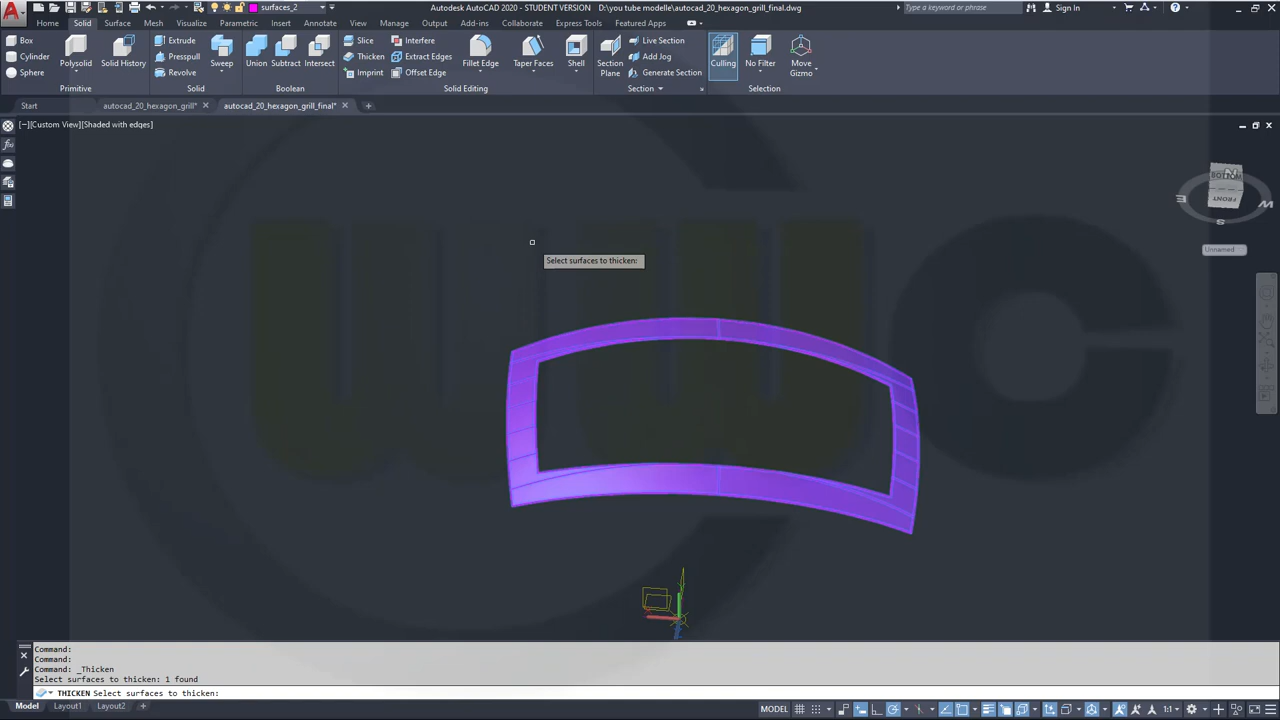 surfaces_2
Autodesk AutoCAD 2020 - STUDENT VERSION
D:\you tube modelle\autocad_20_hexagon_grill_final.dwg
Type a keyword or phrase
Sign In
Home Solid Surface Mesh Visualize Parametric Insert Annotate View Manage Output Add-ins Collaborate Express Tools Featured Apps
Box
Cylinder
Sphere
Polysolid
Solid History
Primitive
Extrude
Presspull
Revolve
Sweep
Solid
Union
Subtract
Intersect
Boolean
Slice
Thicken
Imprint
Interfere
Extract Edges
Offset Edge
Fillet Edge
Taper Faces
Shell
Solid Editing
Section
Plane
Live Section
Add Jog
Generate Section
Section
Culling
No Filter
Move
Gizmo
Selection
Start
autocad_20_hexagon_grill*
autocad_20_hexagon_grill_final*
[−][Custom View][Shaded with edges]
BOTTOM
FRONT
E
W
S
Unnamed
Select surfaces to thicken:
Command:
Command:
Command: _Thicken
Select surfaces to thicken: 1 found
THICKEN Select surfaces to thicken:
Model Layout1 Layout2
MODEL
1:1